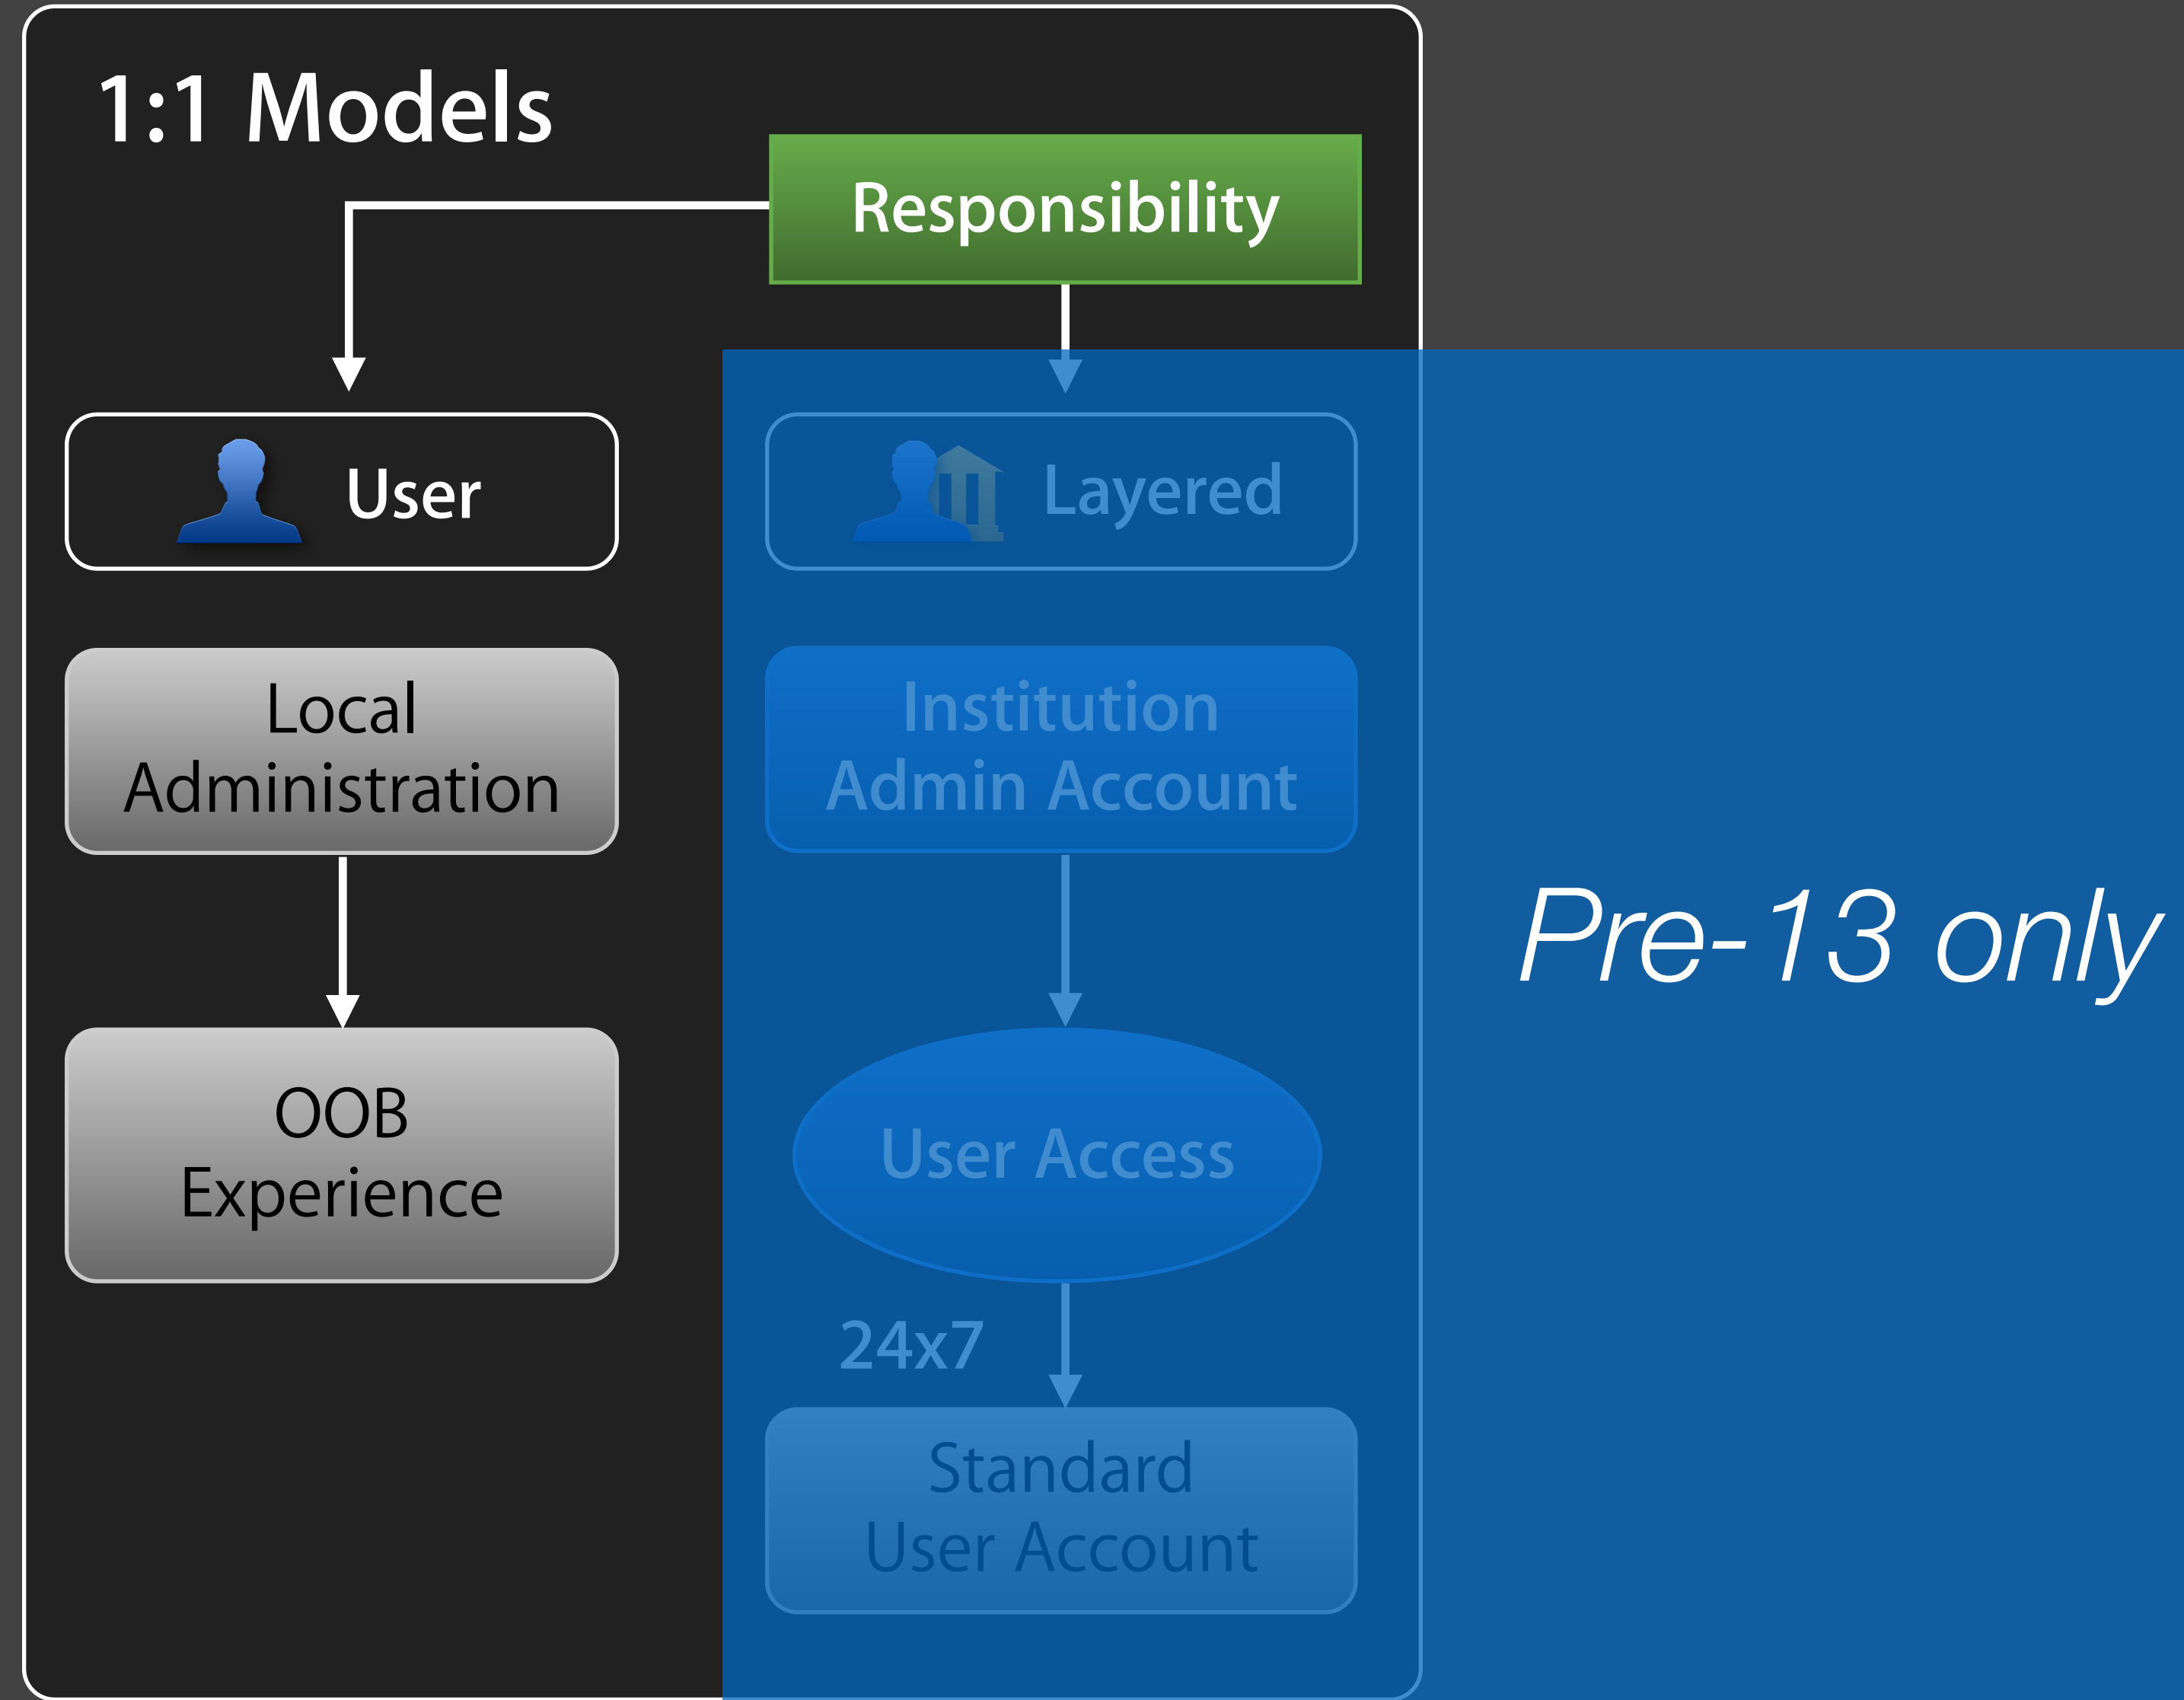 1:1 Models
Responsibility
User
Layered
Local
Administration
Institution
Admin Account
Pre-13 only
OOB
Experience
User Access
24x7
Standard
User Account